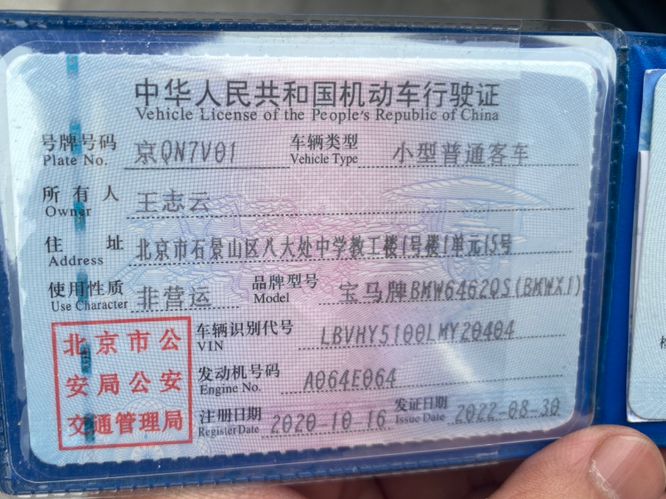 中华人民共和国机动车行驶证
Vehicle License of the People's Republic of China
号牌号码 京QN7V01 车辆类型 小型普通客车
Plate No. Vehicle Type
所有人 王志云
Owner
住址 北京市石景山区八大处中学教工楼1号楼1单元15号
Address
使用性质 非营运 品牌型号 宝马牌BMW6462QS(BMWX1)
Use Character Model
北京市公安局公安交通管理局
车辆识别代号 LBVHY5100LMY20404
VIN
发动机号码 A064E064
Engine No.
注册日期 2020-10-16 发证日期 2022-08-30
Register Date Issue Date